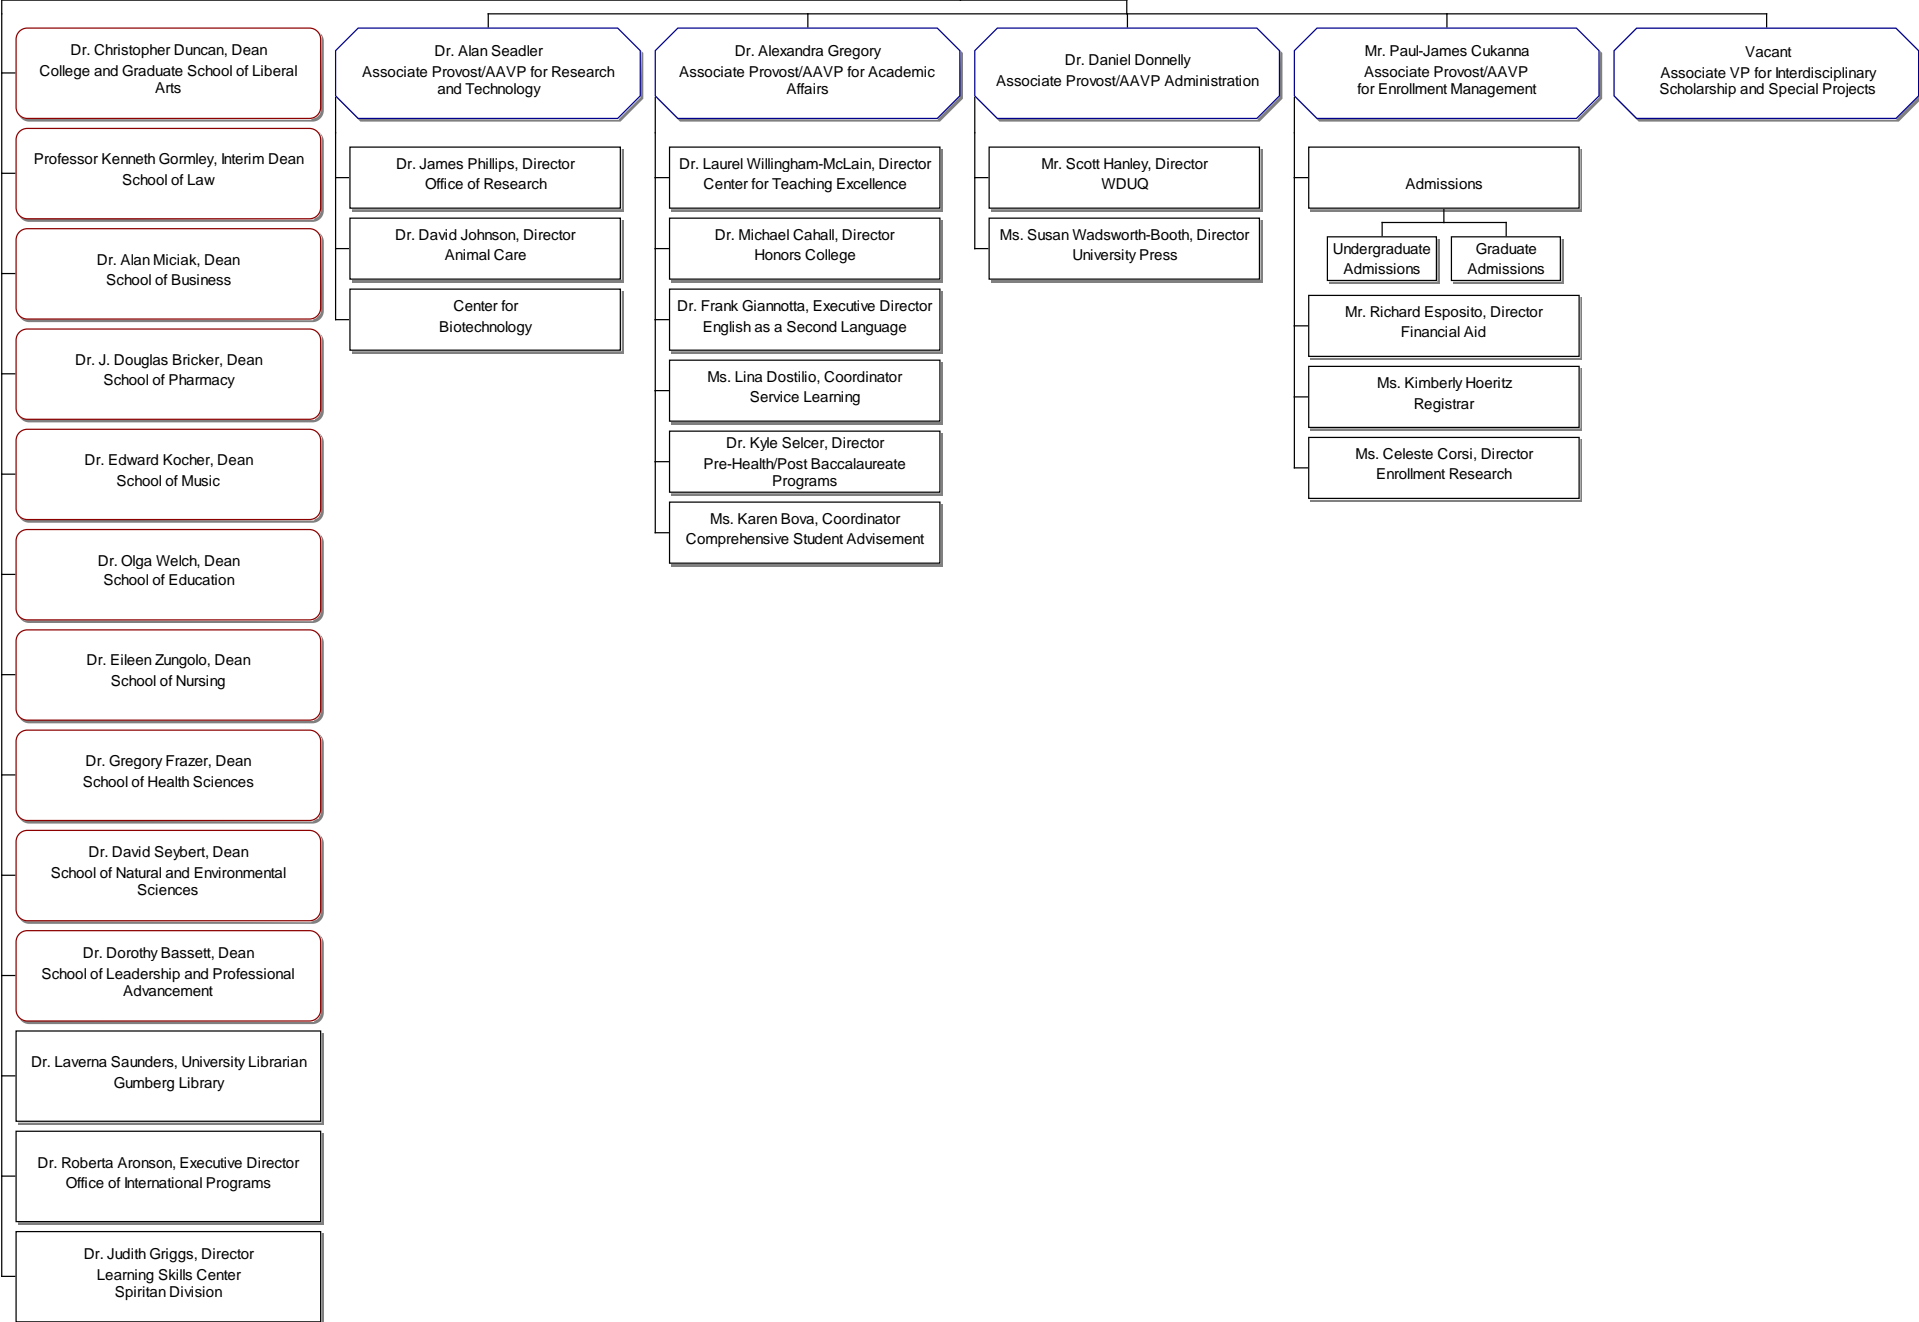 Dr. Christopher Duncan, Dean
College and Graduate School of Liberal
Arts
Professor Kenneth Gormley, Interim Dean
School of Law
Dr. Alan Miciak, Dean
School of Business
Dr. J. Douglas Bricker, Dean
School of Pharmacy
Dr. Edward Kocher, Dean
School of Music
Dr. Olga Welch, Dean
School of Education
Dr. Eileen Zungolo, Dean
School of Nursing
Dr. Gregory Frazer, Dean
School of Health Sciences
Dr. David Seybert, Dean
School of Natural and Environmental
Sciences
Dr. Dorothy Bassett, Dean
School of Leadership and Professional
Advancement
Dr. Laverna Saunders, University Librarian
Gumberg Library
Dr. Roberta Aronson, Executive Director
Office of International Programs
Dr. Judith Griggs, Director
Learning Skills Center
Spiritan Division
Dr. Alan Seadler
Associate Provost/AAVP for Research
and Technology
Dr. James Phillips, Director
Office of Research
Dr. David Johnson, Director
Animal Care
Center for
Biotechnology
Dr. Alexandra Gregory
Associate Provost/AAVP for Academic
Affairs
Dr. Laurel Willingham-McLain, Director
Center for Teaching Excellence
Dr. Michael Cahall, Director
Honors College
Dr. Frank Giannotta, Executive Director
English as a Second Language
Ms. Lina Dostilio, Coordinator
Service Learning
Dr. Kyle Selcer, Director
Pre-Health/Post Baccalaureate
Programs
Ms. Karen Bova, Coordinator
Comprehensive Student Advisement
Dr. Daniel Donnelly
Associate Provost/AAVP Administration
Mr. Scott Hanley, Director
WDUQ
Ms. Susan Wadsworth-Booth, Director
University Press
Mr. Paul-James Cukanna
Associate Provost/AAVP
for Enrollment Management
Admissions
Undergraduate
Admissions
Graduate
Admissions
Mr. Richard Esposito, Director
Financial Aid
Ms. Kimberly Hoeritz
Registrar
Ms. Celeste Corsi, Director
Enrollment Research
Vacant
Associate VP for Interdisciplinary
Scholarship and Special Projects